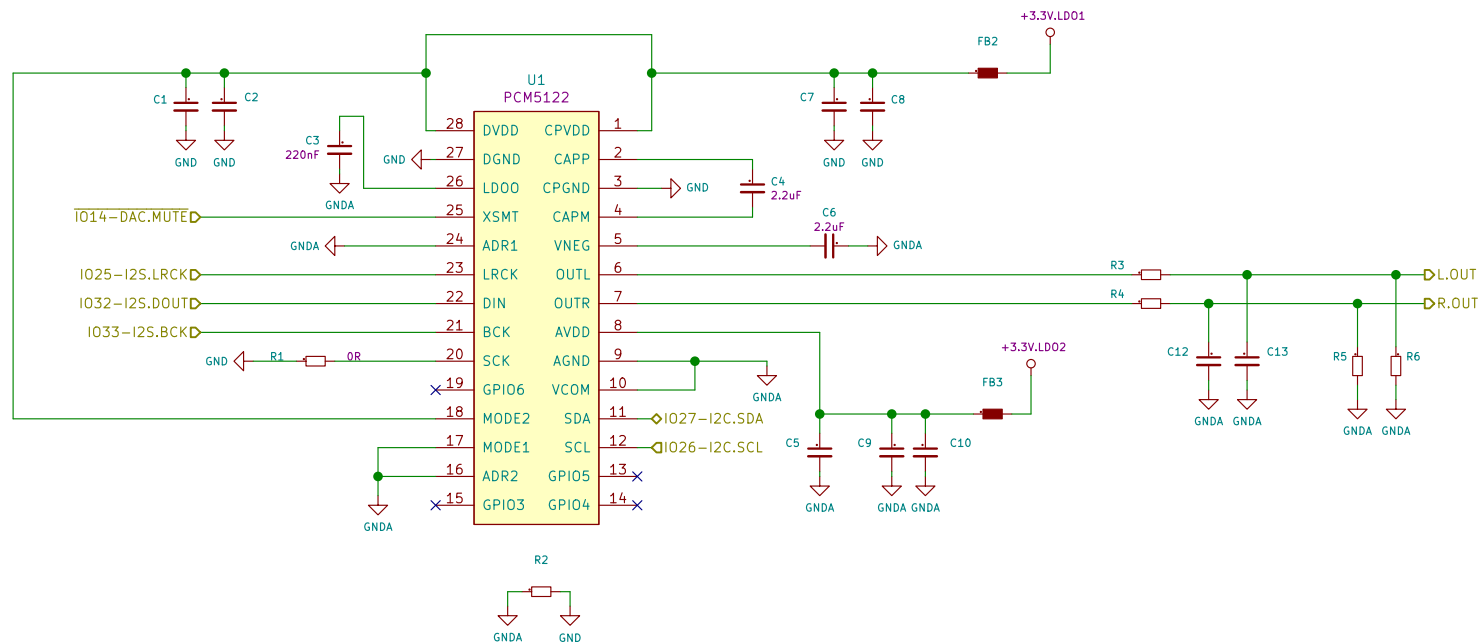 +3.3V.LDO1
FB2
U1
PCM5122
C1
C2
C7
C8
GND
GND
GND
GND
C3
220nF
GNDA
28 DVDD CPVDD 1
GND 27 DGND CAPP 2
26 LDOO CPGND 3 GND
C4
2.2uF
IO14-DAC.MUTE 25 XSMT CAPM 4
C6
2.2uF
GNDA 24 ADR1 VNEG 5 GNDA
IO25-I2S.LRCK 23 LRCK OUTL 6 R3 L.OUT
IO32-I2S.DOUT 22 DIN OUTR 7 R4 R.OUT
IO33-I2S.BCK 21 BCK AVDD 8
+3.3V.LDO2
GND R1 0R 20 SCK AGND 9
C12
C13
R5
R6
GNDA
19 GPIO6 VCOM 10
FB3
GNDA
GNDA
GNDA
GNDA
18 MODE2 SDA 11 IO27-I2C.SDA
17 MODE1 SCL 12 IO26-I2C.SCL
C5
C9
C10
16 ADR2 GPIO5 13
15 GPIO3 GPIO4 14
GNDA
GNDA
GNDA
GNDA
R2
GNDA
GND